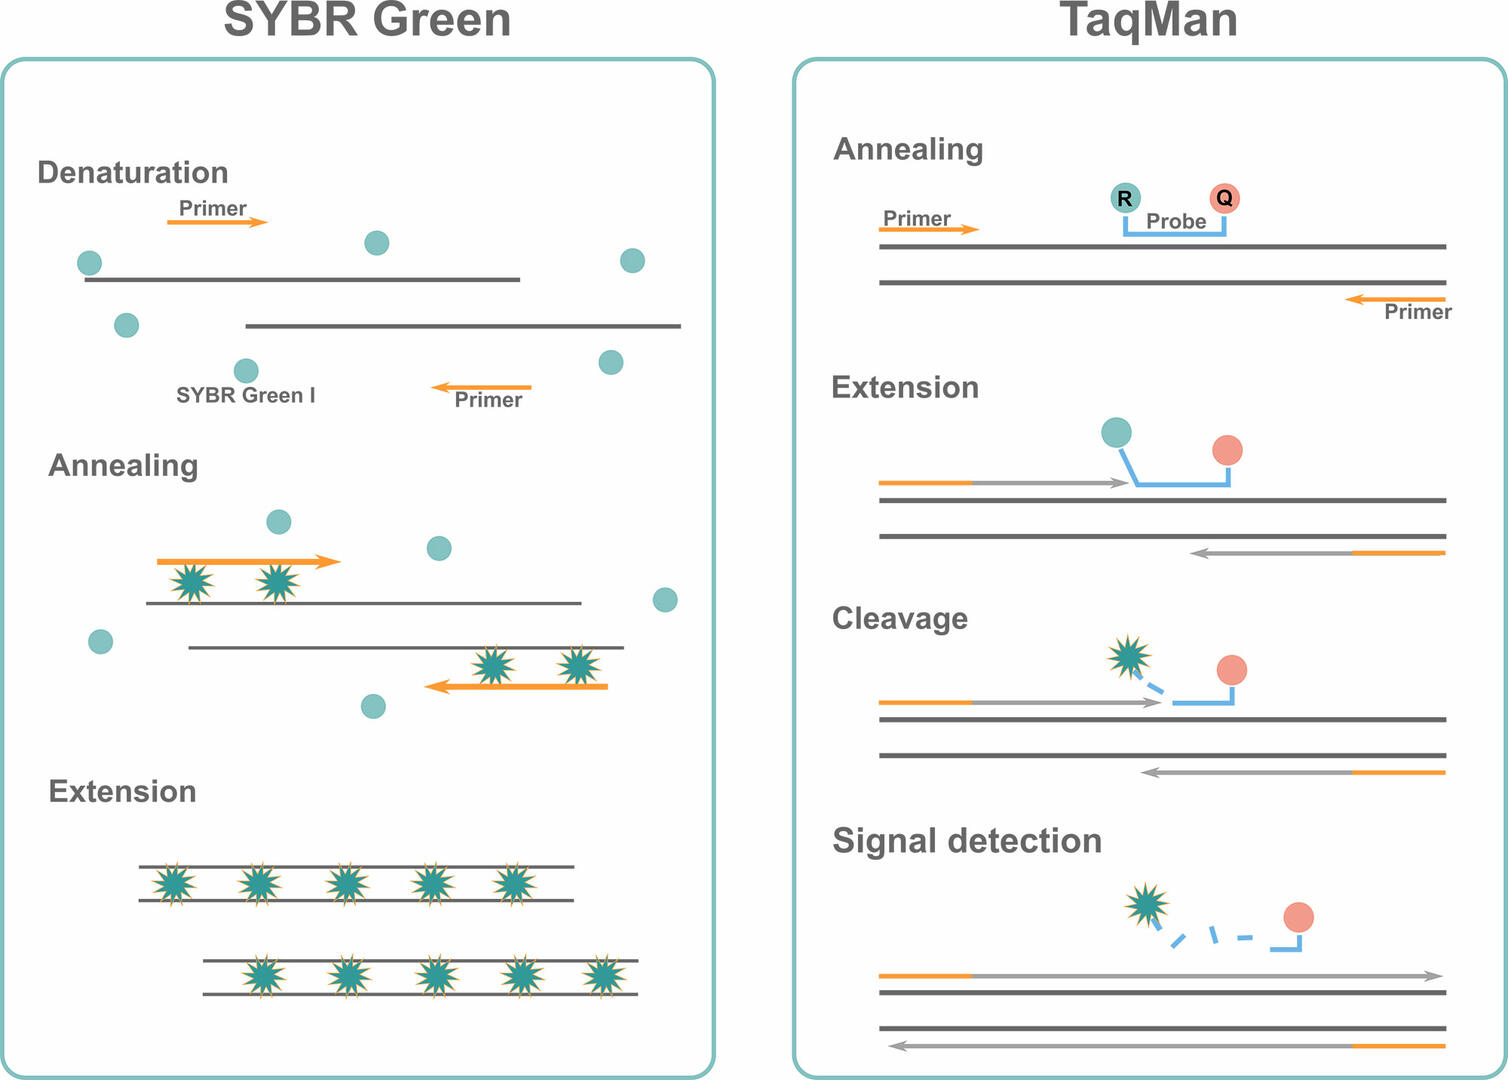 SYBR Green
Denaturation
Primer
SYBR Green I
Primer
Annealing
Extension
TaqMan
Annealing
R
Q
Primer
Probe
Primer
Extension
Cleavage
Signal detection